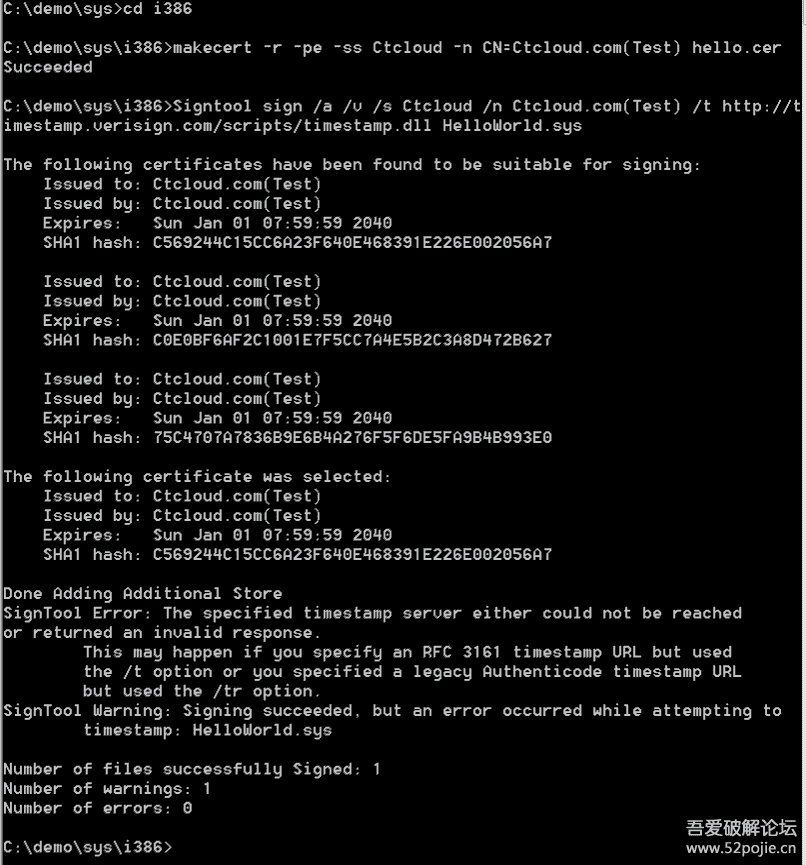 C:\demo\sys>cd i386
C:\demo\sys\i386>makecert -r -pe -ss Ctcloud -n CN=Ctcloud.com(Test) hello.cer
Succeeded
C:\demo\sys\i386>Signtool sign /a /v /s Ctcloud /n Ctcloud.com(Test) /t http://t
imestamp.verisign.com/scripts/timestamp.dll HelloWorld.sys
The following certificates have been found to be suitable for signing:
Issued to: Ctcloud.com(Test)
Issued by: Ctcloud.com(Test)
Expires: Sun Jan 01 07:59:59 2040
SHA1 hash: C569244C15CC6A23F640E468391E226E002056A7
Issued to: Ctcloud.com(Test)
Issued by: Ctcloud.com(Test)
Expires: Sun Jan 01 07:59:59 2040
SHA1 hash: C0E0BF6AF2C1001E7F5CC7A4E5B2C3A8D472B627
Issued to: Ctcloud.com(Test)
Issued by: Ctcloud.com(Test)
Expires: Sun Jan 01 07:59:59 2040
SHA1 hash: 75C4707A7836B9E6B4A276F5F6DE5FA9B4B993E0
The following certificate was selected:
Issued to: Ctcloud.com(Test)
Issued by: Ctcloud.com(Test)
Expires: Sun Jan 01 07:59:59 2040
SHA1 hash: C569244C15CC6A23F640E468391E226E002056A7
Done Adding Additional Store
SignTool Error: The specified timestamp server either could not be reached
or returned an invalid response.
This may happen if you specify an RFC 3161 timestamp URL but used
the /t option or you specified a legacy Authenticode timestamp URL
but used the /tr option.
SignTool Warning: Signing succeeded, but an error occurred while attempting to
timestamp: HelloWorld.sys
Number of files successfully Signed: 1
Number of warnings: 1
Number of errors: 0
C:\demo\sys\i386>
吾爱破解论坛
www.52pojie.cn